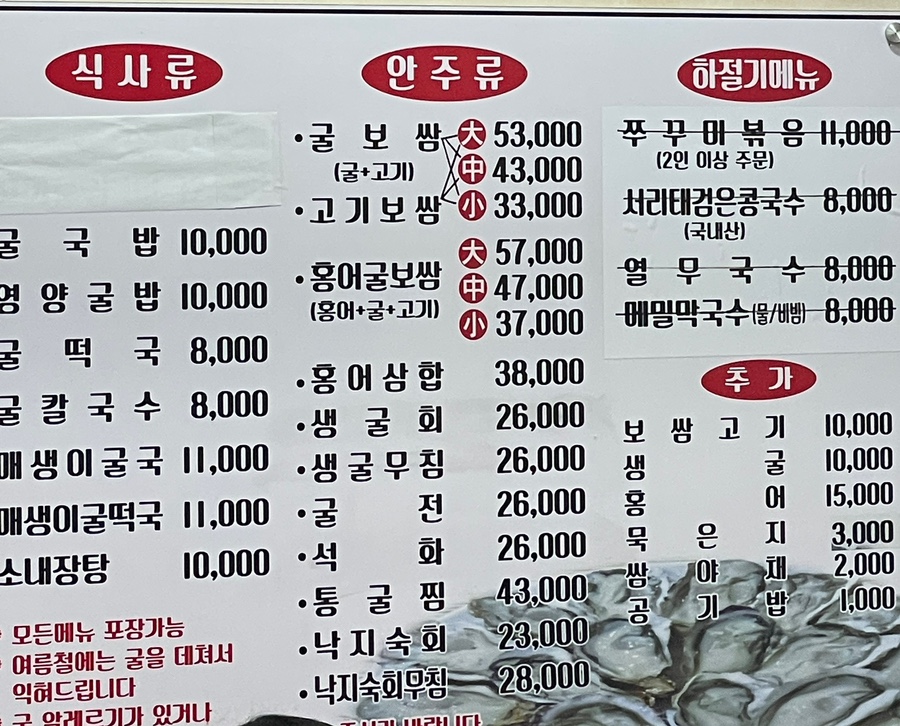 식사류
굴국밥 10,000
영양굴밥 10,000
굴떡국 8,000
굴칼국수 8,000
매생이굴국 11,000
매생이굴떡국 11,000
소내장탕 10,000
모든메뉴 포장가능
여름철에는 굴을 데쳐서
익혀드립니다
굴 알레르기가 있거나
안주류
·굴보쌈 大 53,000
(굴+고기) 中 43,000
·고기보쌈 小 33,000
大 57,000
·홍어굴보쌈 中 47,000
(홍어+굴+고기) 小 37,000
·홍어삼합 38,000
·생굴회 26,000
·생굴무침 26,000
·굴전 26,000
·석화 26,000
·통굴찜 43,000
·낙지숙회 23,000
·낙지숙회무침 28,000
하절기메뉴
쭈꾸미볶음 11,000
(2인 이상 주문)
서리태검은콩국수 8,000
(국내산)
열무국수 8,000
메밀막국수(물/비빔) 8,000
추가
보쌈고기 10,000
생굴 10,000
홍어 15,000
묵은지 3,000
쌈야채 2,000
공기밥 1,000